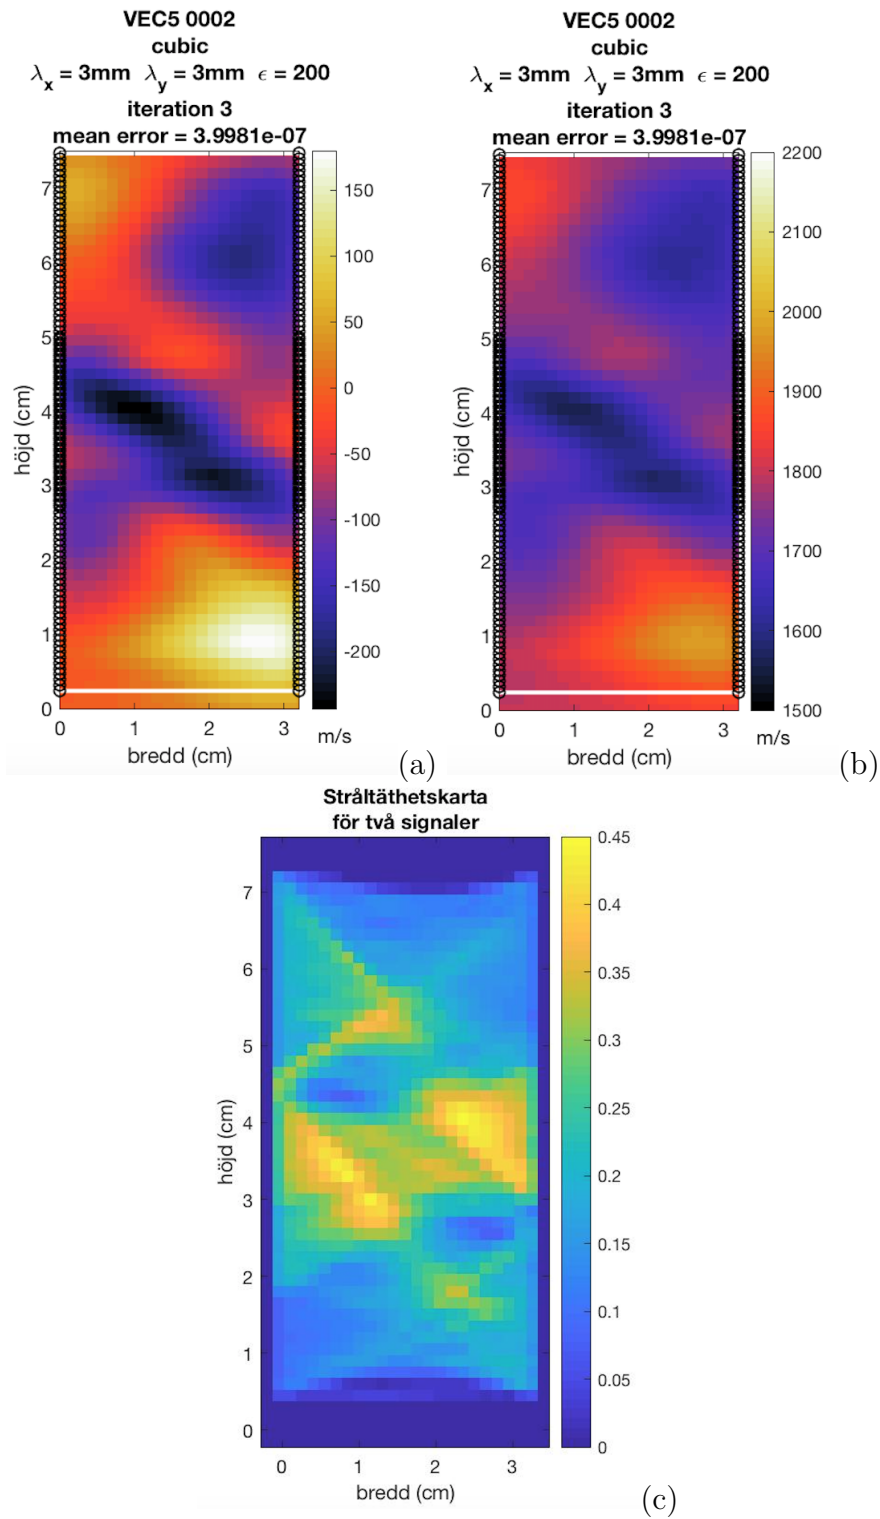 VEC5 0002
cubic
λx = 3mm λy = 3mm ϵ = 200
iteration 3
mean error = 3.9981e-07
7
6
5
4
3
2
1
0
höjd (cm)
0 1 2 3
bredd (cm)
150
100
50
0
-50
-100
-150
-200
m/s
(a)
VEC5 0002
cubic
λx = 3mm λy = 3mm ϵ = 200
iteration 3
mean error = 3.9981e-07
7
6
5
4
3
2
1
0
höjd (cm)
0 1 2 3
bredd (cm)
2200
2100
2000
1900
1800
1700
1600
1500
m/s
(b)
Stråltäthetskarta
för två signaler
7
6
5
4
3
2
1
0
höjd (cm)
0 1 2 3
bredd (cm)
0.45
0.4
0.35
0.3
0.25
0.2
0.15
0.1
0.05
0
(c)